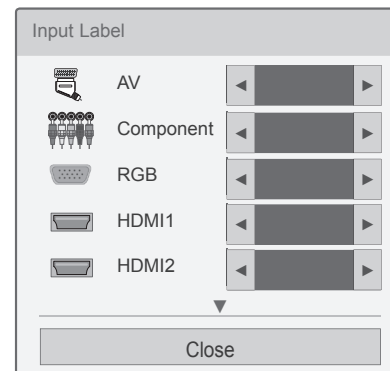 Input Label
AV
Component
RGB
HDMI1
HDMI2
Close